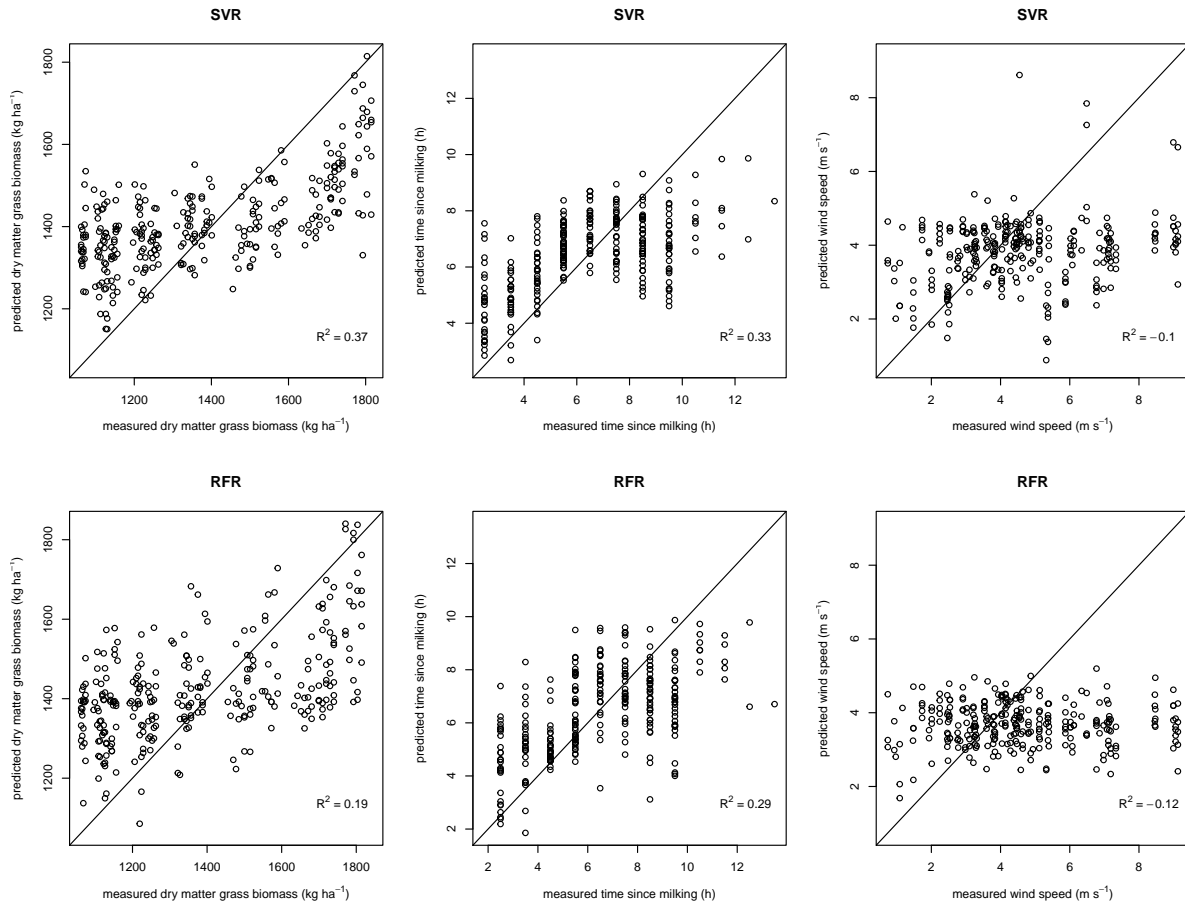 SVR
SVR
SVR
1800
1600
1400
1200
predicted dry matter grass biomass (kg ha⁻¹)
R² = 0.37
1200 1400 1600 1800
measured dry matter grass biomass (kg ha⁻¹)
12
10
8
6
4
predicted time since milking (h)
R² = 0.33
4 6 8 10 12
measured time since milking (h)
8
6
4
2
predicted wind speed (m s⁻¹)
R² = −0.1
2 4 6 8
measured wind speed (m s⁻¹)
RFR
RFR
RFR
1800
1600
1400
1200
predicted dry matter grass biomass (kg ha⁻¹)
R² = 0.19
1200 1400 1600 1800
measured dry matter grass biomass (kg ha⁻¹)
12
10
8
6
4
2
predicted time since milking (h)
R² = 0.29
2 4 6 8 10 12
measured time since milking (h)
8
6
4
2
predicted wind speed (m s⁻¹)
R² = −0.12
2 4 6 8
measured wind speed (m s⁻¹)